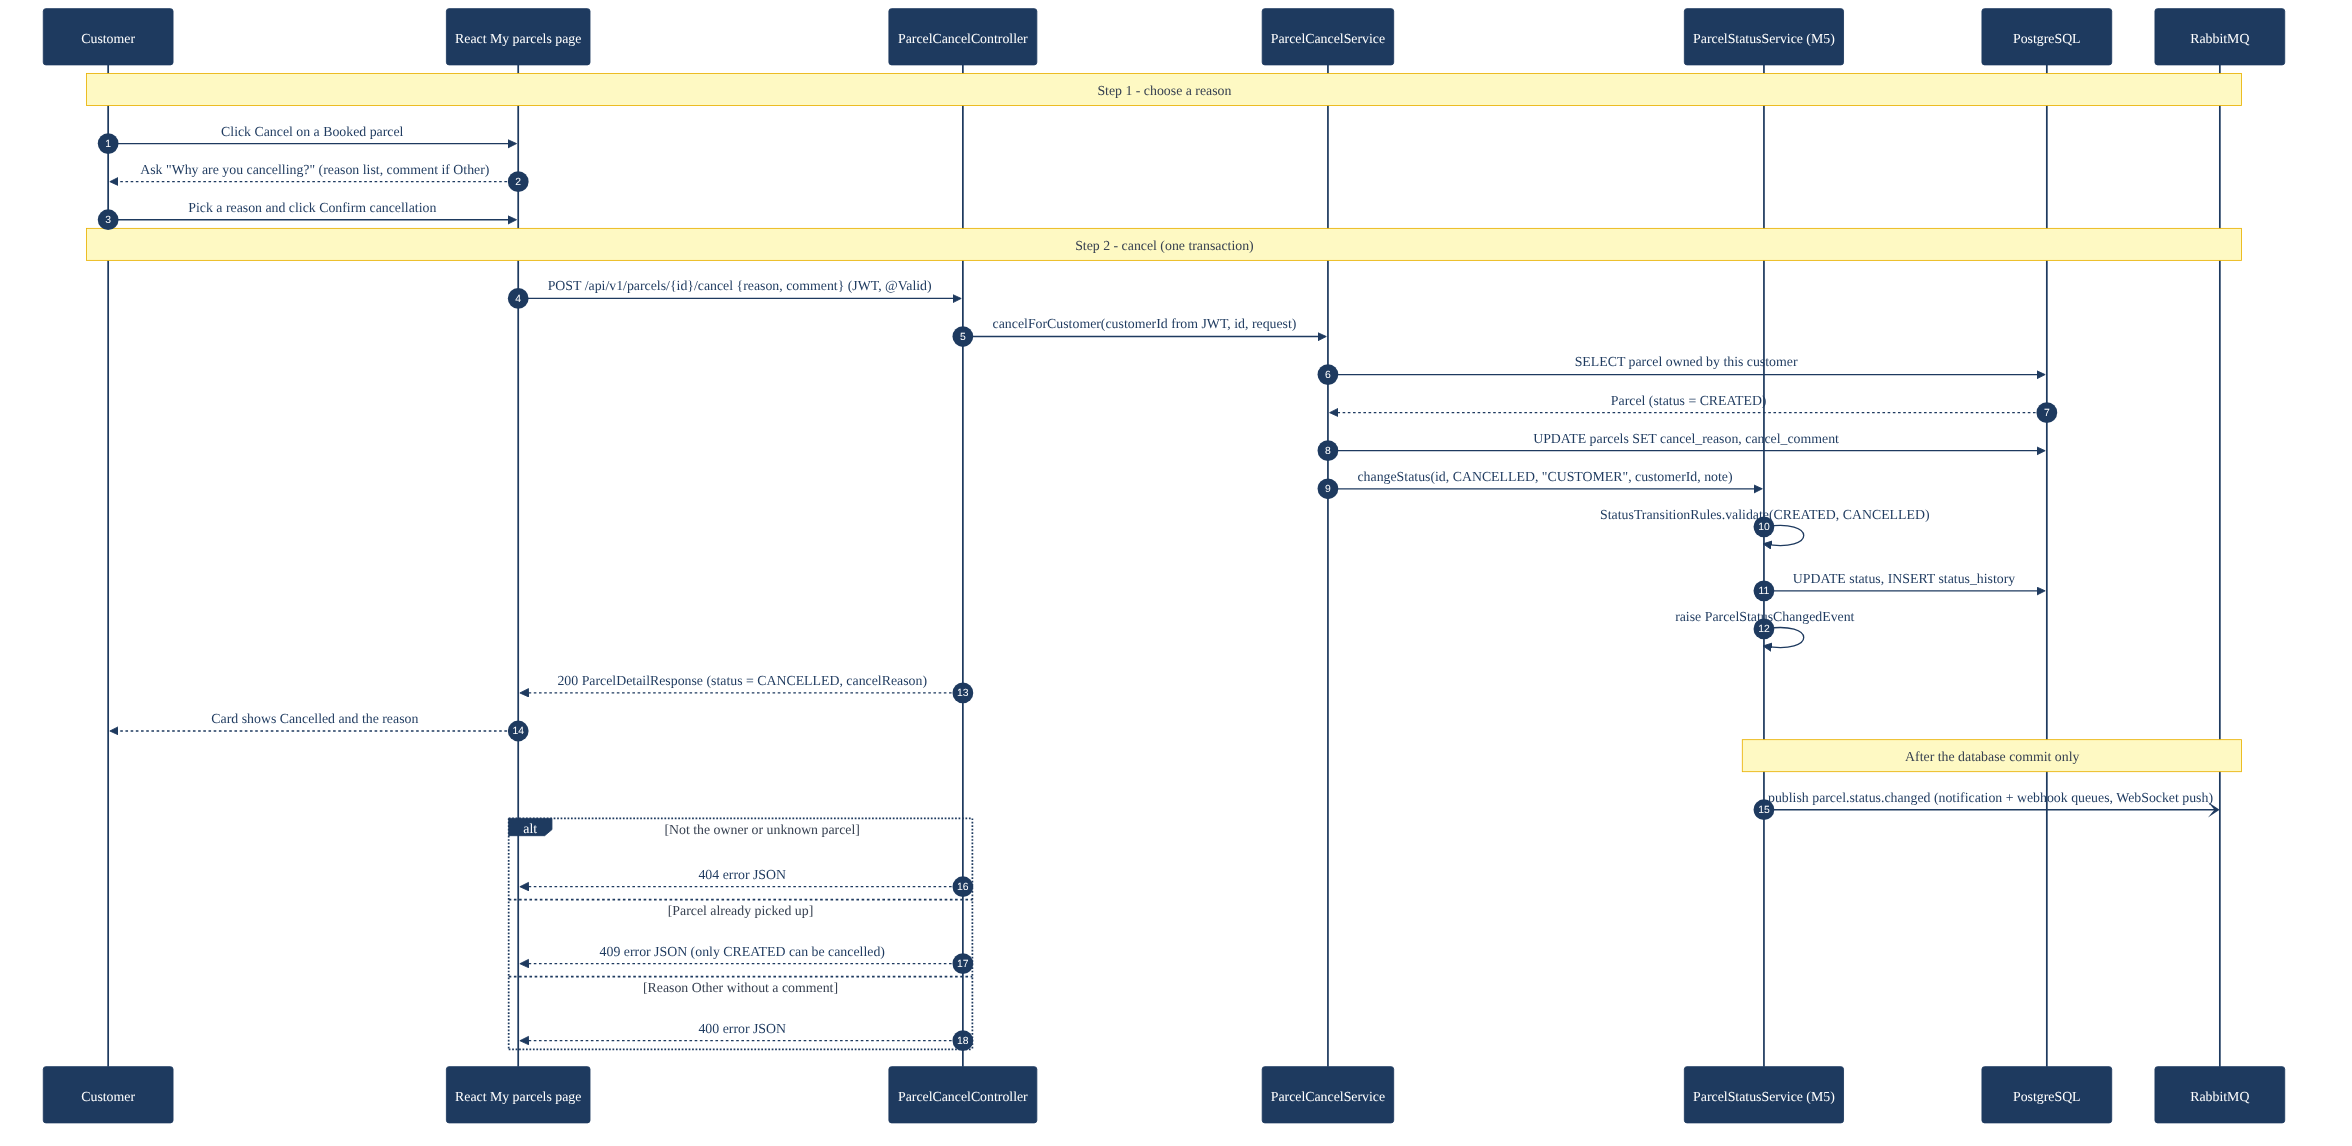 Customer
React My parcels page
ParcelCancelController
ParcelCancelService
ParcelStatusService (M5)
PostgreSQL
RabbitMQ
Step 1 - choose a reason
Click Cancel on a Booked parcel
1
Ask "Why are you cancelling?" (reason list, comment if Other)
2
Pick a reason and click Confirm cancellation
3
Step 2 - cancel (one transaction)
POST /api/v1/parcels/{id}/cancel {reason, comment} (JWT, @Valid)
4
cancelForCustomer(customerId from JWT, id, request)
5
SELECT parcel owned by this customer
6
Parcel (status = CREATED)
7
UPDATE parcels SET cancel_reason, cancel_comment
8
changeStatus(id, CANCELLED, "CUSTOMER", customerId, note)
9
StatusTransitionRules.validate(CREATED, CANCELLED)
10
UPDATE status, INSERT status_history
11
raise ParcelStatusChangedEvent
12
200 ParcelDetailResponse (status = CANCELLED, cancelReason)
13
Card shows Cancelled and the reason
14
After the database commit only
publish parcel.status.changed (notification + webhook queues, WebSocket push)
15
alt
[Not the owner or unknown parcel]
404 error JSON
16
[Parcel already picked up]
409 error JSON (only CREATED can be cancelled)
17
[Reason Other without a comment]
400 error JSON
18
Customer
React My parcels page
ParcelCancelController
ParcelCancelService
ParcelStatusService (M5)
PostgreSQL
RabbitMQ